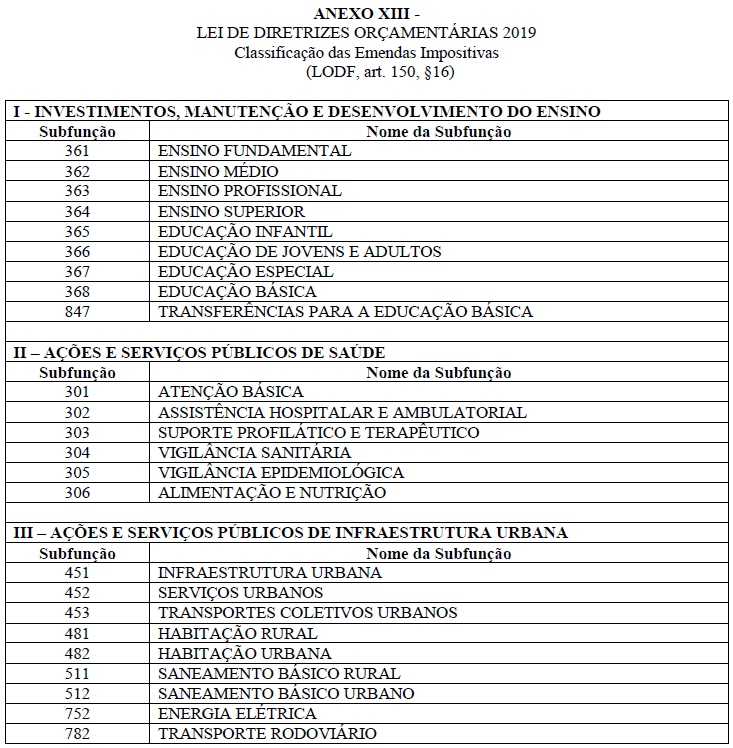 ANEXO XIII -
LEI DE DIRETRIZES ORÇAMENTÁRIAS 2019
Classificação das Emendas Impositivas
(LODF, art. 150, §16)
I - INVESTIMENTOS, MANUTENÇÃO E DESENVOLVIMENTO DO ENSINO
Subfunção Nome da Subfunção
361 ENSINO FUNDAMENTAL
362 ENSINO MÉDIO
363 ENSINO PROFISSIONAL
364 ENSINO SUPERIOR
365 EDUCAÇÃO INFANTIL
366 EDUCAÇÃO DE JOVENS E ADULTOS
367 EDUCAÇÃO ESPECIAL
368 EDUCAÇÃO BÁSICA
847 TRANSFERÊNCIAS PARA A EDUCAÇÃO BÁSICA
II – AÇÕES E SERVIÇOS PÚBLICOS DE SAÚDE
Subfunção Nome da Subfunção
301 ATENÇÃO BÁSICA
302 ASSISTÊNCIA HOSPITALAR E AMBULATORIAL
303 SUPORTE PROFILÁTICO E TERAPÊUTICO
304 VIGILÂNCIA SANITÁRIA
305 VIGILÂNCIA EPIDEMIOLÓGICA
306 ALIMENTAÇÃO E NUTRIÇÃO
III – AÇÕES E SERVIÇOS PÚBLICOS DE INFRAESTRUTURA URBANA
Subfunção Nome da Subfunção
451 INFRAESTRUTURA URBANA
452 SERVIÇOS URBANOS
453 TRANSPORTES COLETIVOS URBANOS
481 HABITAÇÃO RURAL
482 HABITAÇÃO URBANA
511 SANEAMENTO BÁSICO RURAL
512 SANEAMENTO BÁSICO URBANO
752 ENERGIA ELÉTRICA
782 TRANSPORTE RODOVIÁRIO